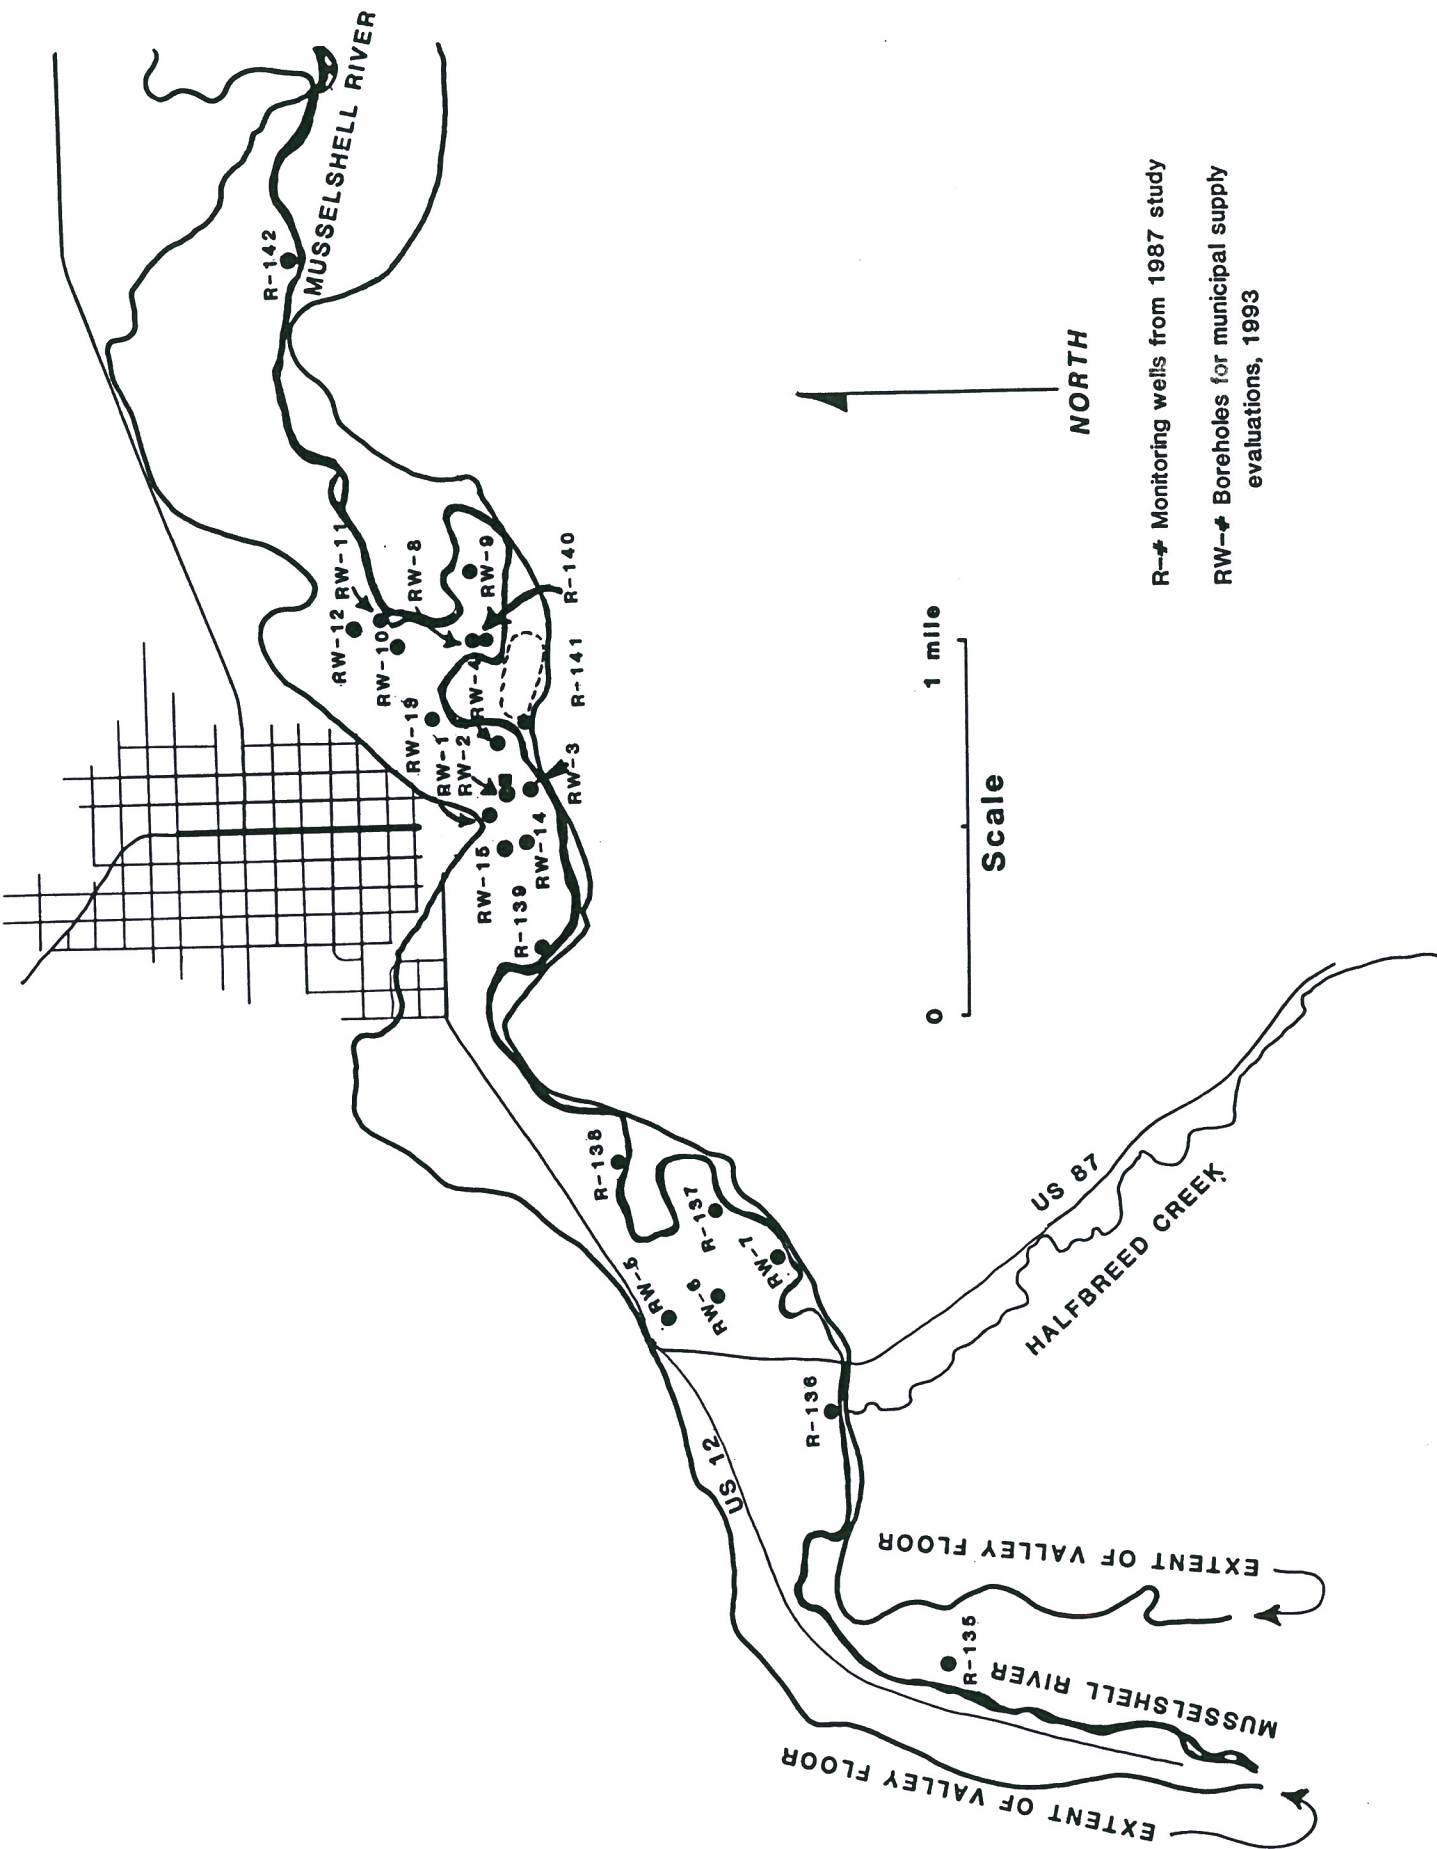 MUSSELSHELL RIVER
R-142
RW-11
RW-12
RW-8
RW-10
RW-9
R-140
RW-4
R-141
RW-19
RW-1
RW-2
RW-3
RW-14
RW-15
R-139
R-138
R-137
RW-5
RW-6
RW-7
R-136
US 12
US 87
HALFBREED CREEK
EXTENT OF VALLEY FLOOR
R-135
MUSSELSHELL RIVER
EXTENT OF VALLEY FLOOR
0 1 mile
Scale
NORTH
R-# Monitoring wells from 1987 study
RW-# Boreholes for municipal supply
evaluations, 1993